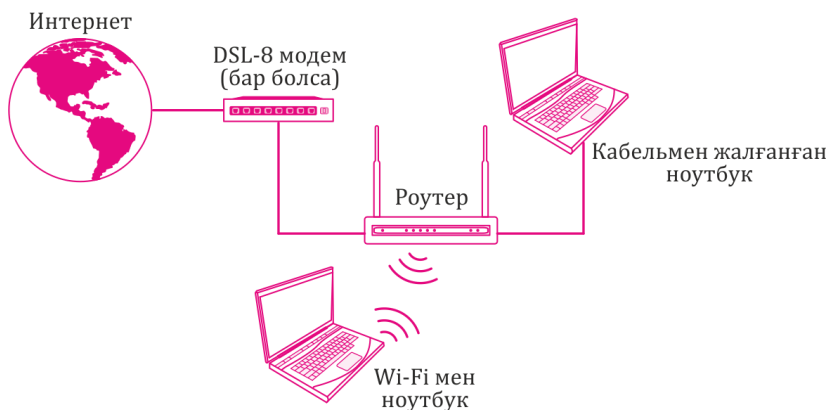 Интернет
DSL-8 модем
(бар болса)
Кабельмен жалғанған
ноутбук
Роутер
Wi-Fi мен
ноутбук